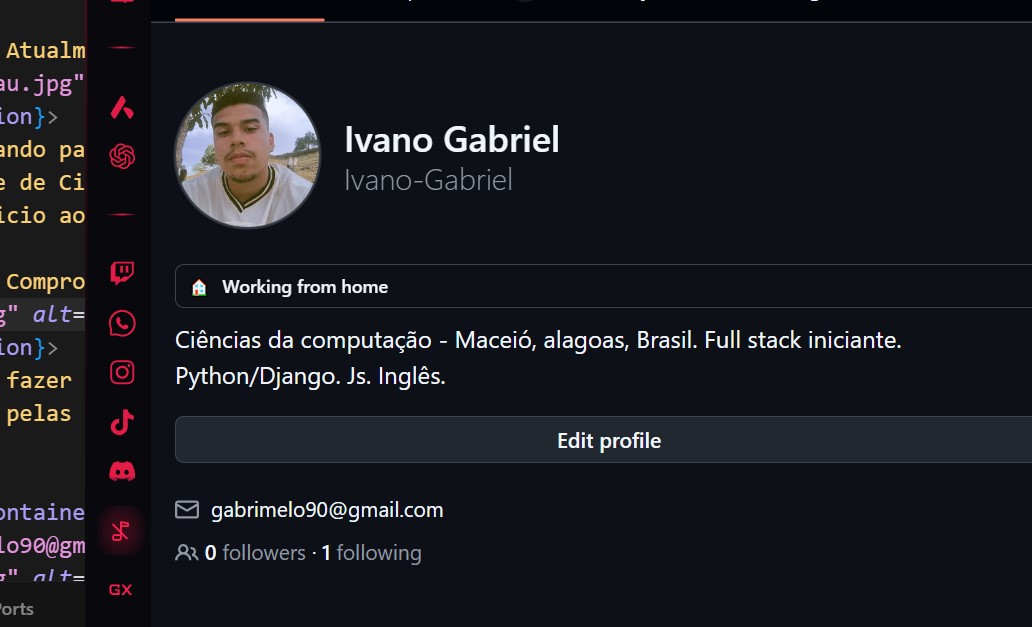 Atualm
au.jpg"
ion}>
ando pa
e de Ci
icio ao
Compro
g" alt=
ion}>
fazer
pelas
ontaine
lo90@gm
g" alt=
Ports
GX
Ivano Gabriel
Ivano-Gabriel
Working from home
Ciências da computação - Maceió, alagoas, Brasil. Full stack iniciante.
Python/Django. Js. Inglês.
Edit profile
gabrimelo90@gmail.com
0 followers · 1 following